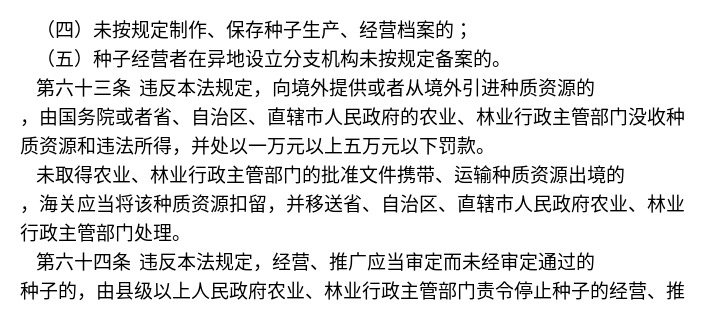 （四）未按规定制作、保存种子生产、经营档案的；
（五）种子经营者在异地设立分支机构未按规定备案的。
第六十三条 违反本法规定，向境外提供或者从境外引进种质资源的
，由国务院或者省、自治区、直辖市人民政府的农业、林业行政主管部门没收种
质资源和违法所得，并处以一万元以上五万元以下罚款。
未取得农业、林业行政主管部门的批准文件携带、运输种质资源出境的
，海关应当将该种质资源扣留，并移送省、自治区、直辖市人民政府农业、林业
行政主管部门处理。
第六十四条 违反本法规定，经营、推广应当审定而未经审定通过的
种子的，由县级以上人民政府农业、林业行政主管部门责令停止种子的经营、推